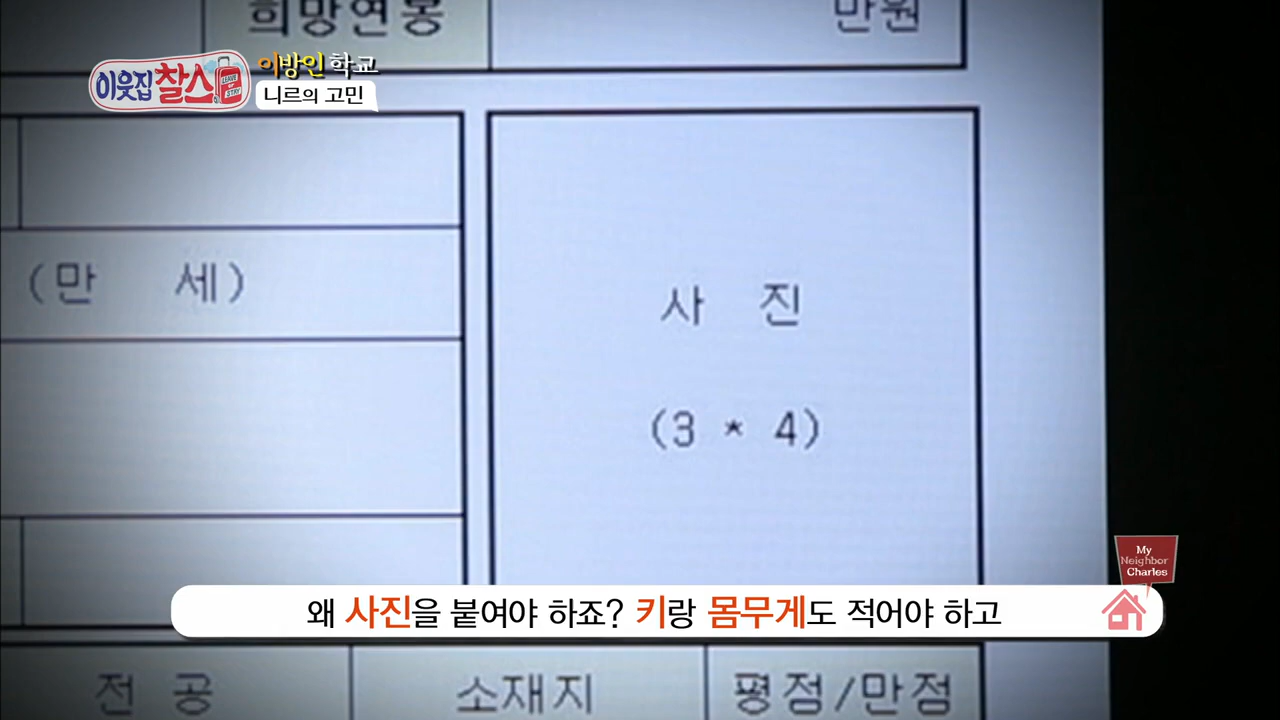 희망연봉 만원
이웃집 찰스
LEAVE or STAY
이방인 학교
니르의 고민
(만 세)
사 진
(3 * 4)
My
Neighbor
Charles
왜 사진을 붙여야 하죠? 키랑 몸무게도 적어야 하고
전 공 소재지 평점/만점